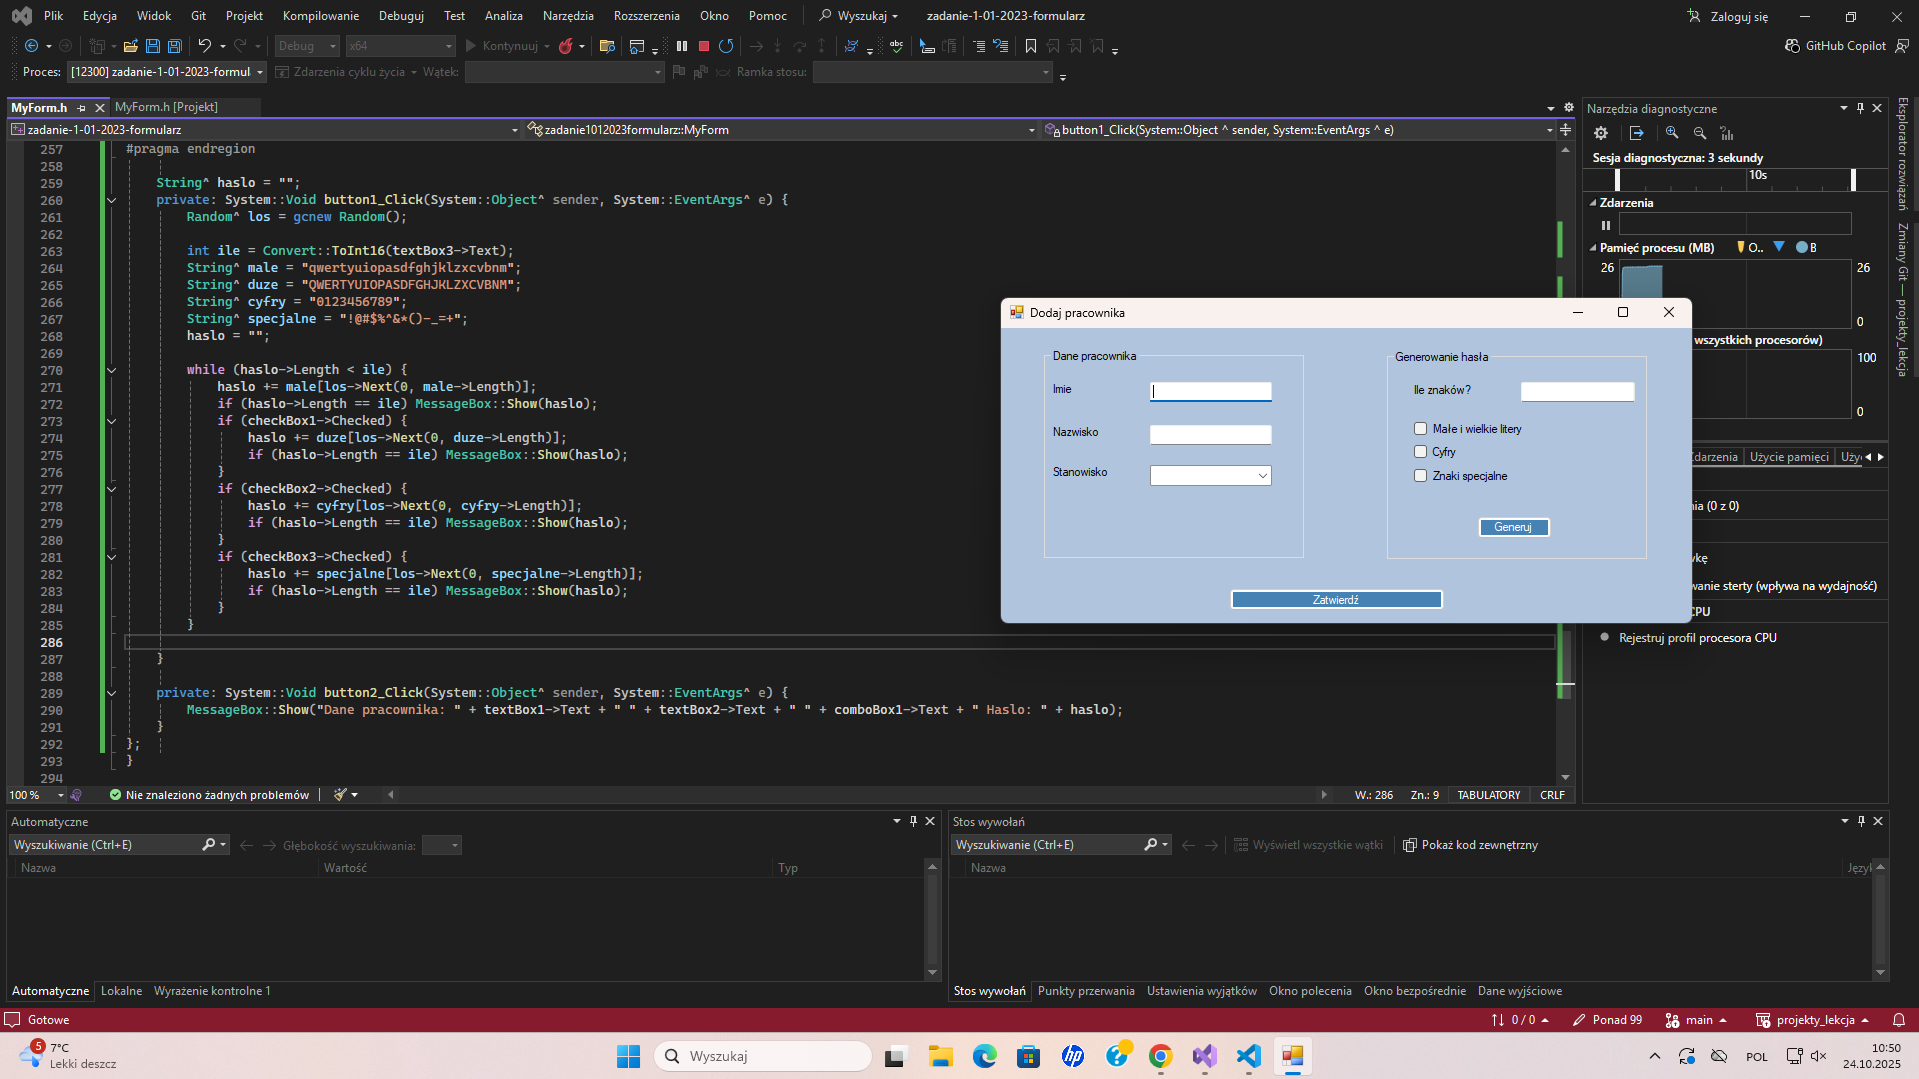 Plik Edycja Widok Git Projekt Kompilowanie Debuguj Test Analiza Narzędzia Rozszerzenia Okno Pomoc Wyszukaj zadanie-1-01-2023-formularz Zaloguj się
Debug x64 Kontynuuj abc GitHub Copilot
Proces: [12300] zadanie-1-01-2023-formul Zdarzenia cyklu życia Wątek: Ramka stosu:
MyForm.h MyForm.h [Projekt]
zadanie-1-01-2023-formularz zadanie1012023formularz::MyForm button1_Click(System::Object ^ sender, System::EventArgs ^ e)
257 #pragma endregion
258
259 String^ haslo = "";
260 private: System::Void button1_Click(System::Object^ sender, System::EventArgs^ e) {
261 Random^ los = gcnew Random();
262
263 int ile = Convert::ToInt16(textBox3->Text);
264 String^ male = "qwertyuiopasdfghjklzxcvbnm";
265 String^ duze = "QWERTYUIOPASDFGHJKLZXCVBNM";
266 String^ cyfry = "0123456789";
267 String^ specjalne = "!@#$%^&*()-_=+";
268 haslo = "";
269
270 while (haslo->Length < ile) {
271 haslo += male[los->Next(0, male->Length)];
272 if (haslo->Length == ile) MessageBox::Show(haslo);
273 if (checkBox1->Checked) {
274 haslo += duze[los->Next(0, duze->Length)];
275 if (haslo->Length == ile) MessageBox::Show(haslo);
276 }
277 if (checkBox2->Checked) {
278 haslo += cyfry[los->Next(0, cyfry->Length)];
279 if (haslo->Length == ile) MessageBox::Show(haslo);
280 }
281 if (checkBox3->Checked) {
282 haslo += specjalne[los->Next(0, specjalne->Length)];
283 if (haslo->Length == ile) MessageBox::Show(haslo);
284 }
285 }
286
287 }
288
289 private: System::Void button2_Click(System::Object^ sender, System::EventArgs^ e) {
290 MessageBox::Show("Dane pracownika: " + textBox1->Text + " " + textBox2->Text + " " + comboBox1->Text + " Haslo: " + haslo);
291 }
292 };
293 }
294
100 % Nie znaleziono żadnych problemów W.: 286 Zn.: 9 TABULATORY CRLF
Dodaj pracownika
Dane pracownika
Imie
Nazwisko
Stanowisko
Generowanie hasła
Ile znaków?
Małe i wielkie litery
Cyfry
Znaki specjalne
Generuj
Zatwierdź
Narzędzia diagnostyczne
Sesja diagnostyczna: 3 sekundy
10s
Zdarzenia
Pamięć procesu (MB) O.. B
26 26
0
wszystkich procesorów)
100
0
Zdarzenia Użycie pamięci Uży
nia (0 z 0)
wkę
wanie sterty (wpływa na wydajność)
CPU
Rejestruj profil procesora CPU
Eksplorator rozwiązań
Zmiany Git — projekty_lekcja
Automatyczne
Wyszukiwanie (Ctrl+E) Głębokość wyszukiwania:
Nazwa Wartość Typ
Automatyczne Lokalne Wyrażenie kontrolne 1
Stos wywołań
Wyszukiwanie (Ctrl+E) Wyświetl wszystkie wątki Pokaż kod zewnętrzny
Nazwa Język
Stos wywołań Punkty przerwania Ustawienia wyjątków Okno polecenia Okno bezpośrednie Dane wyjściowe
Gotowe 0 / 0 Ponad 99 main projekty_lekcja
5
7°C
Lekki deszcz
Wyszukaj
hp
POL
10:50
24.10.2025